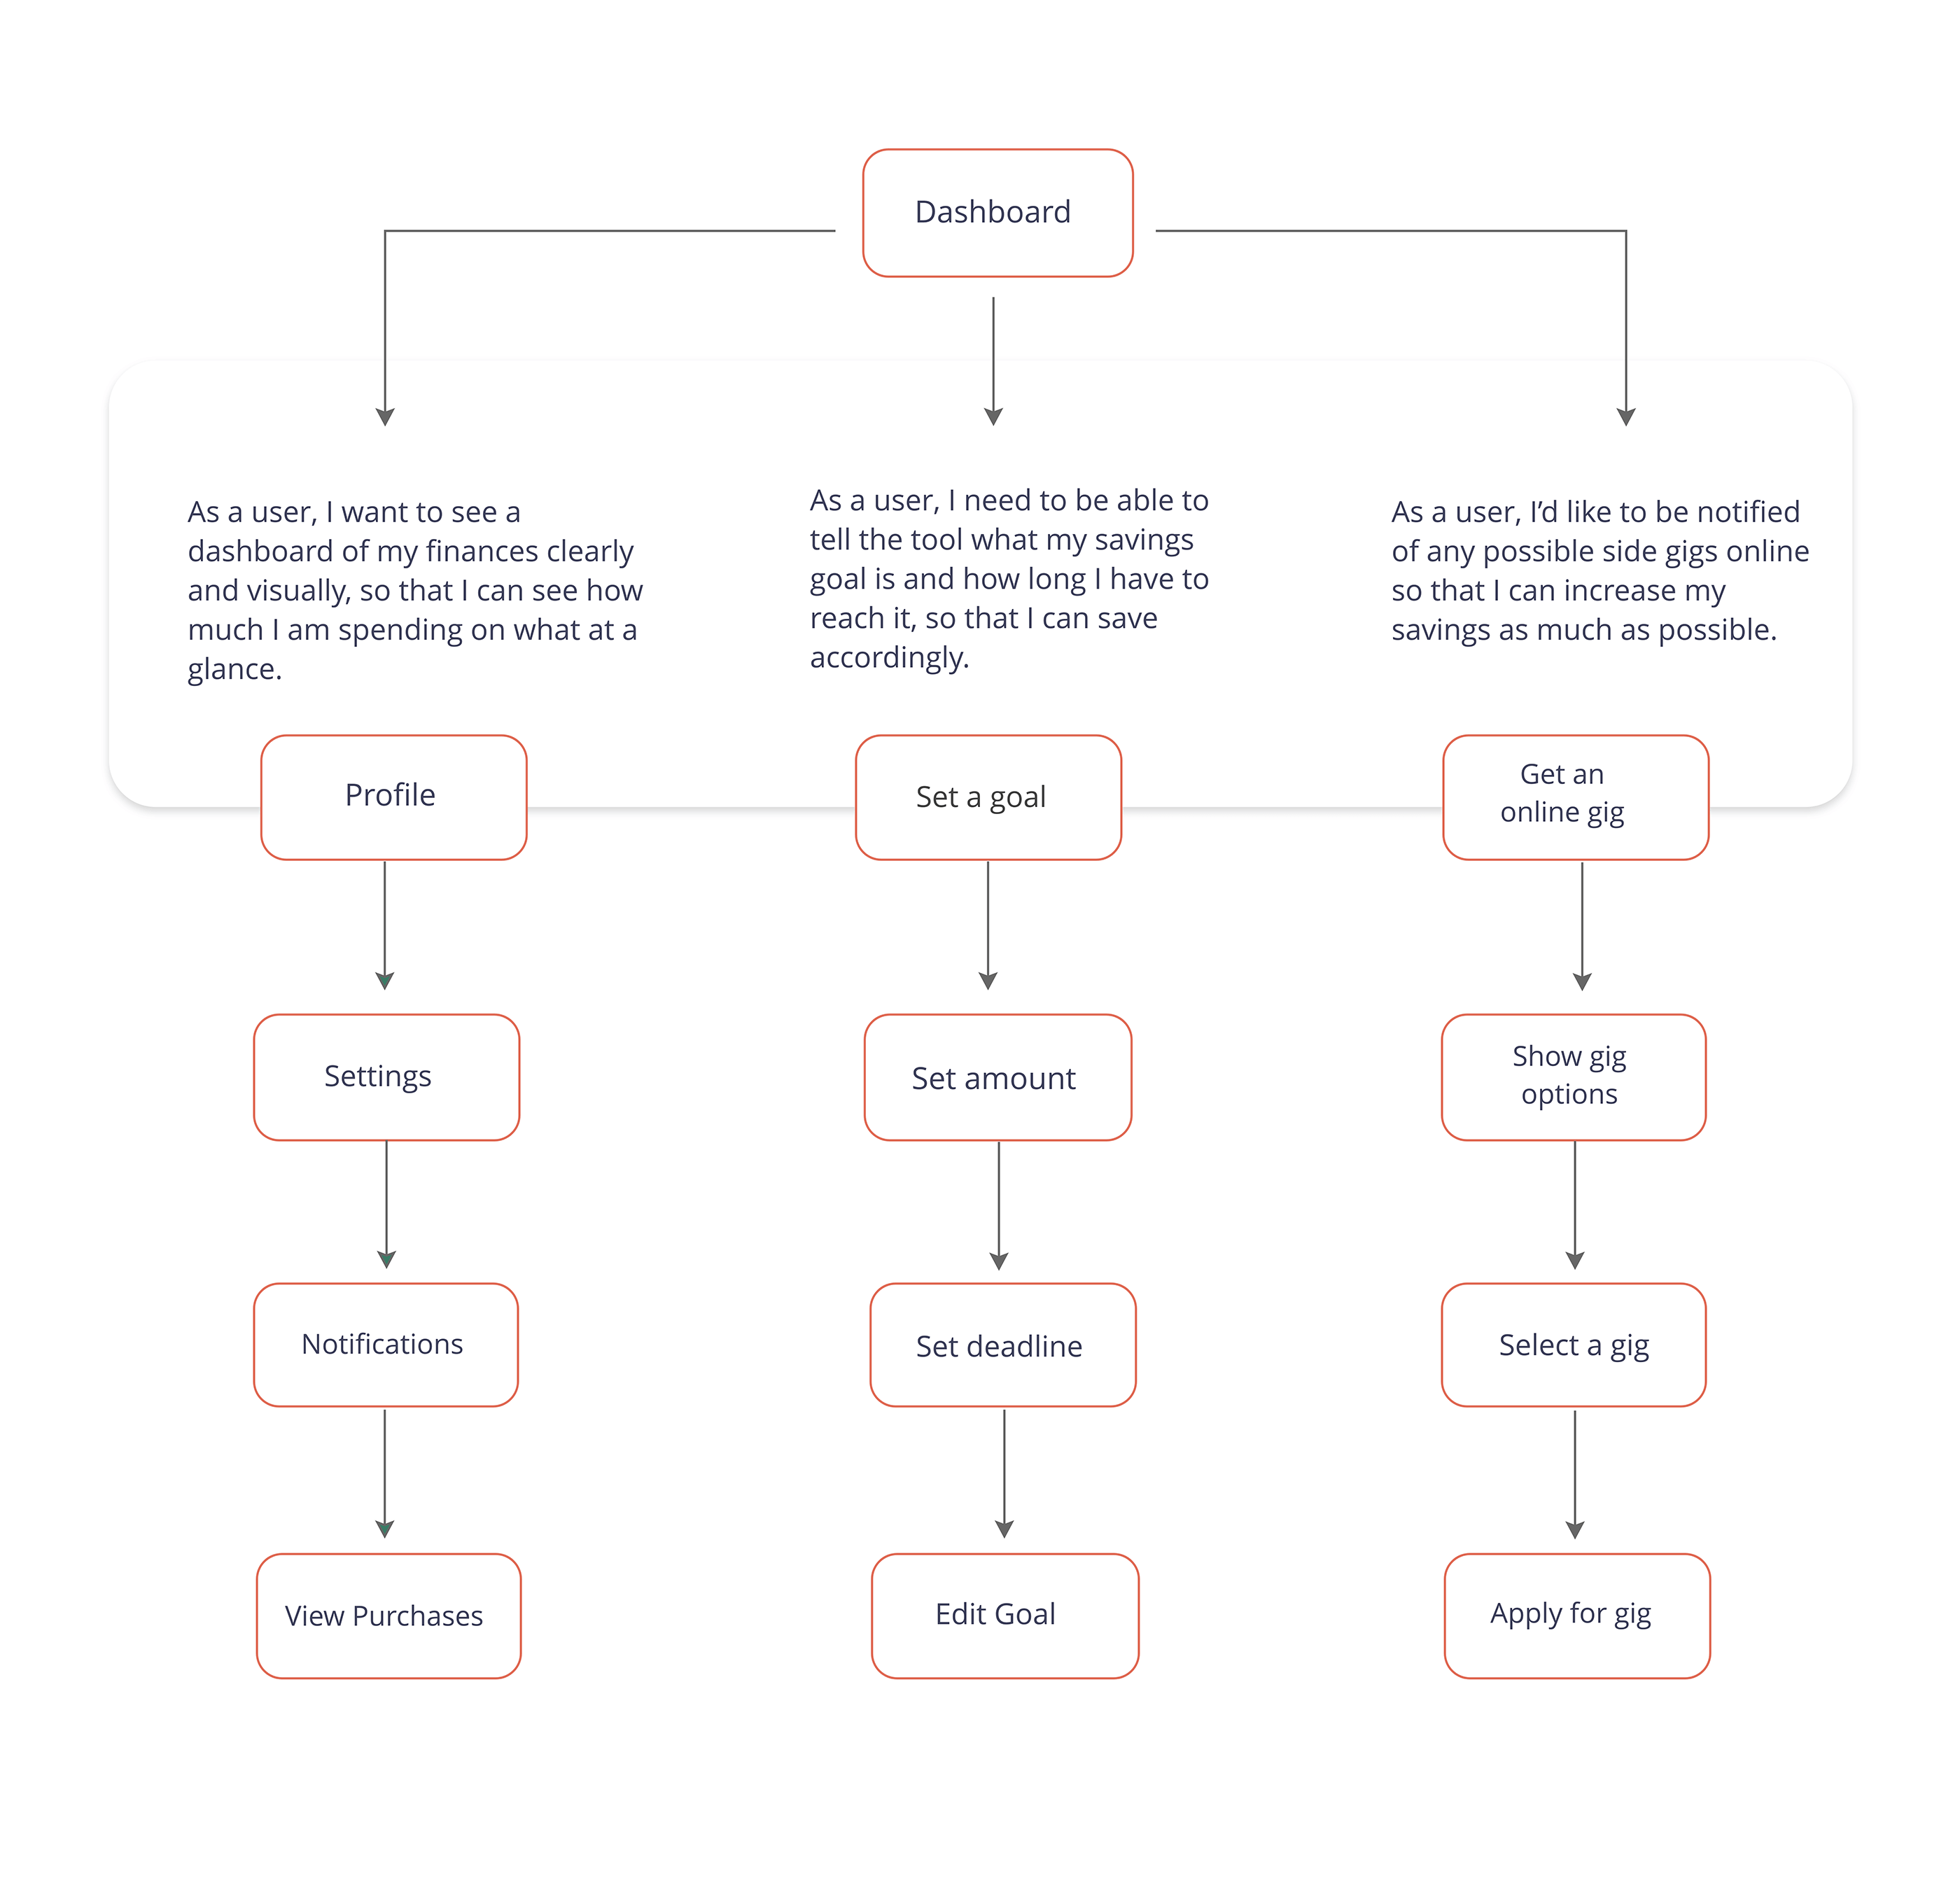 Dashboard
As a user, I want to see a
dashboard of my finances clearly
and visually, so that I can see how
much I am spending on what at a
glance.
As a user, I need to be able to
tell the tool what my savings
goal is and how long I have to
reach it, so that I can save
accordingly.
As a user, I’d like to be notified
of any possible side gigs online
so that I can increase my
savings as much as possible.
Profile
Set a goal
Get an
online gig
Settings
Set amount
Show gig
options
Notifications
Set deadline
Select a gig
View Purchases
Edit Goal
Apply for gig